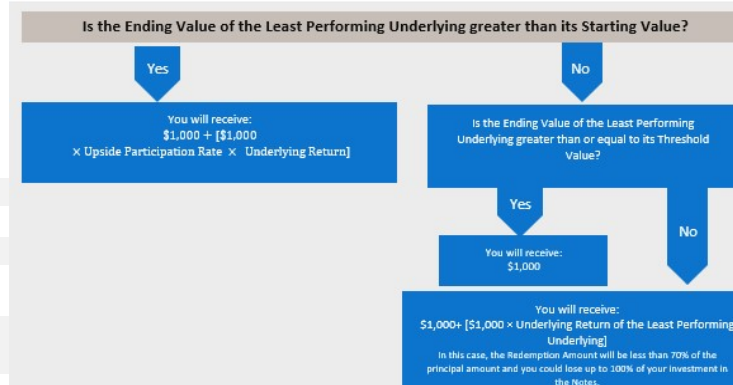 Is the Ending Value of the Least Performing Underlying greater than its Starting Value?
Yes
No
You will receive:
$1,000 + [$1,000
× Upside Participation Rate × Underlying Return]
Is the Ending Value of the Least Performing
Underlying greater than or equal to its Threshold
Value?
Yes
No
You will receive:
$1,000
You will receive:
$1,000+ [$1,000 × Underlying Return of the Least Performing
Underlying]
In this case, the Redemption Amount will be less than 70% of the
principal amount and you could lose up to 100% of your investment in
the Notes.